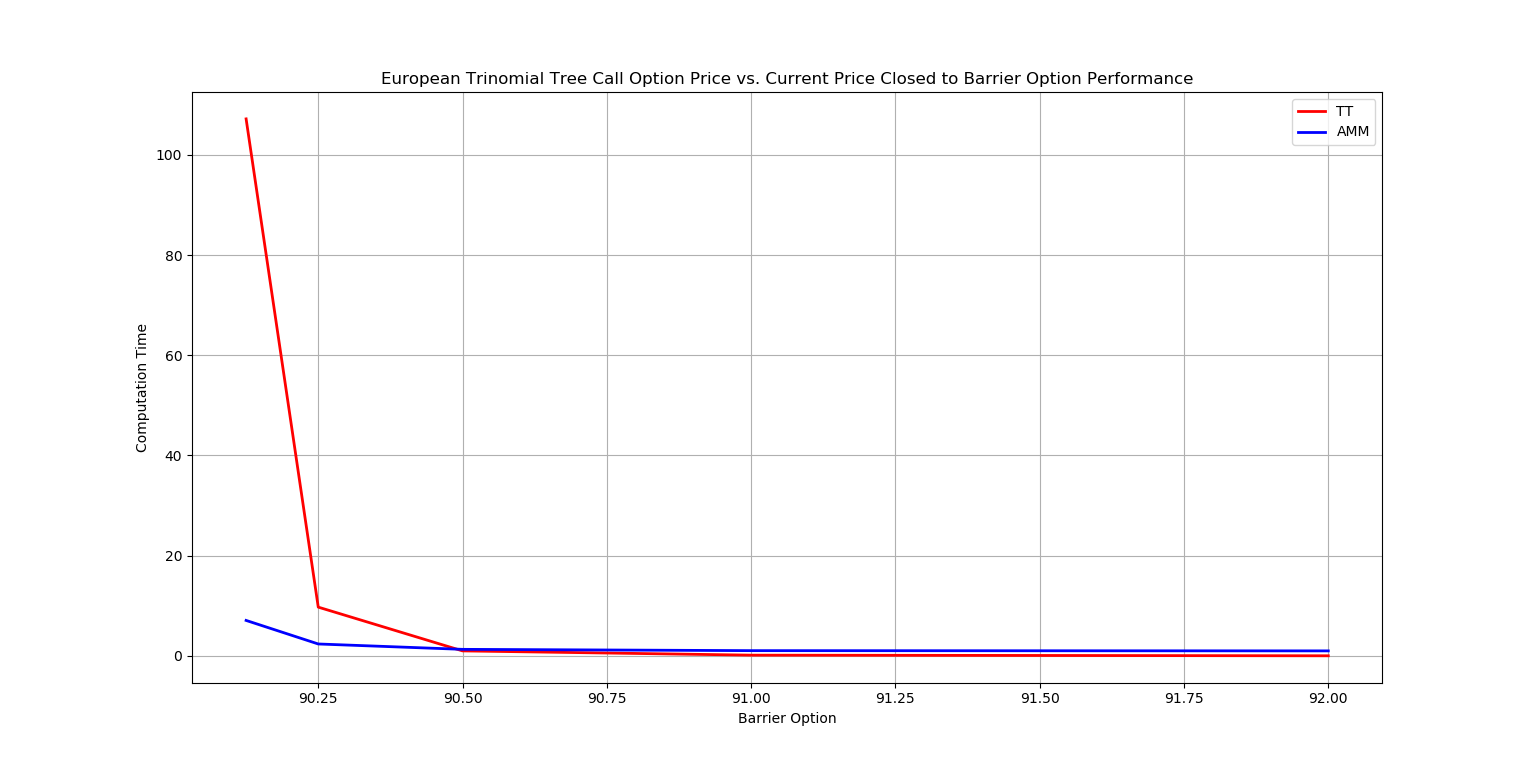 European Trinomial Tree Call Option Price vs. Current Price Closed to Barrier Option Performance
TT
AMM
100
80
60
40
20
0
Computation Time
90.25 90.50 90.75 91.00 91.25 91.50 91.75 92.00
Barrier Option